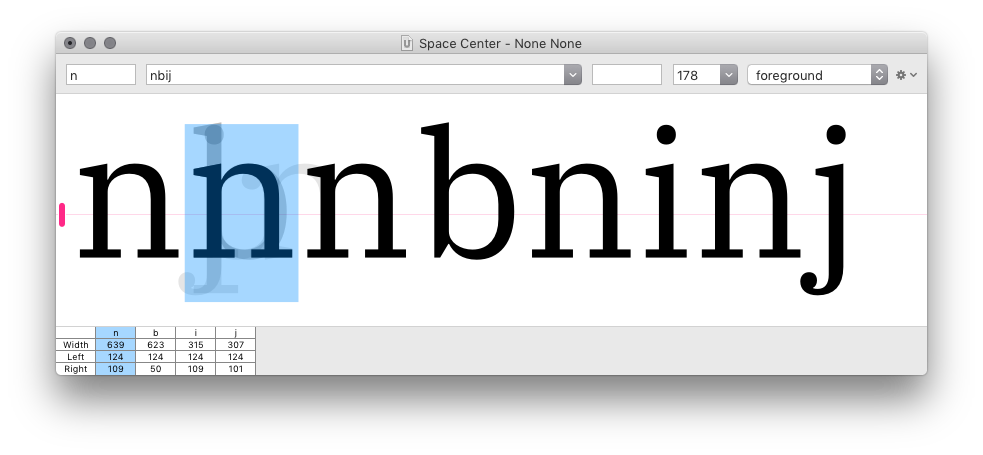 Space Center - None None
n nbij 178 foreground
nnnbninj
n b i j
Width 639 623 315 307
Left 124 124 124 124
Right 109 50 109 101